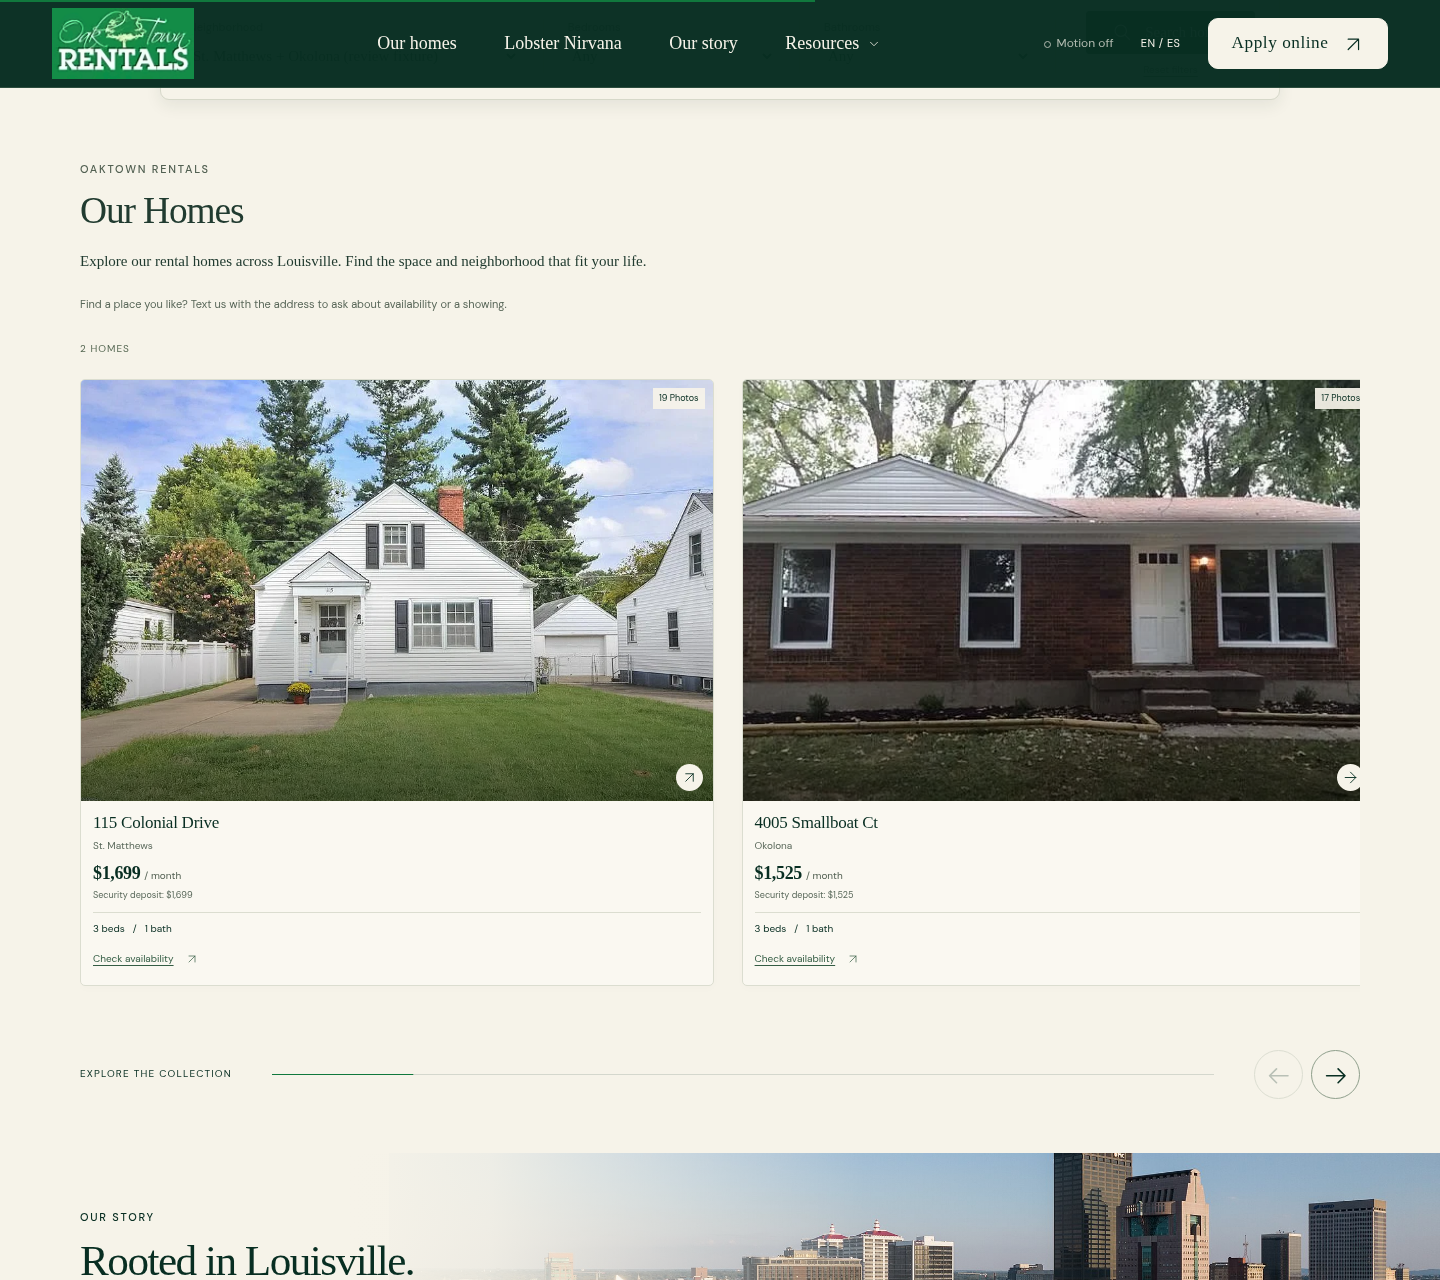 Oak Town
RENTALS
Our homes
Lobster Nirvana
Our story
Resources
Motion off
EN / ES
Apply online
OAKTOWN RENTALS
Our Homes
Explore our rental homes across Louisville. Find the space and neighborhood that fit your life.
Find a place you like? Text us with the address to ask about availability or a showing.
2 HOMES
19 Photos
17 Photos
115
115 Colonial Drive
St. Matthews
$1,699 / month
Security deposit: $1,699
3 beds / 1 bath
Check availability
4005 Smallboat Ct
Okolona
$1,525 / month
Security deposit: $1,525
3 beds / 1 bath
Check availability
EXPLORE THE COLLECTION
OUR STORY
Rooted in Louisville.